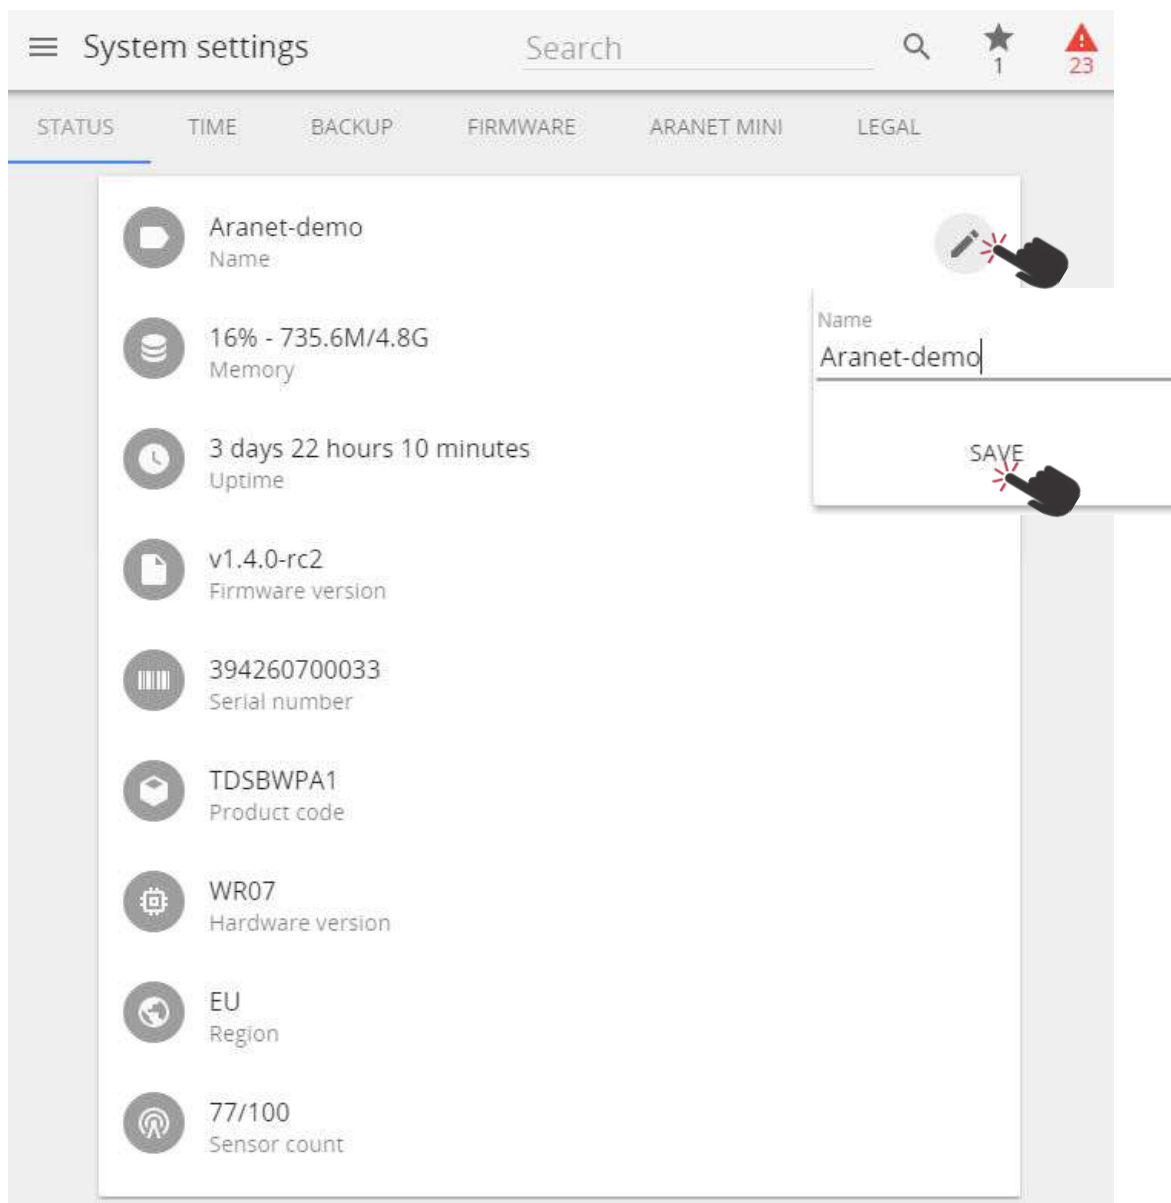 System settings
Search
1
23
STATUS TIME BACKUP FIRMWARE ARANET MINI LEGAL
Aranet-demo
Name
16% - 735.6M/4.8G
Memory
Name
Aranet-demo
3 days 22 hours 10 minutes
Uptime
SAVE
v1.4.0-rc2
Firmware version
394260700033
Serial number
TDSBWPA1
Product code
WR07
Hardware version
EU
Region
77/100
Sensor count